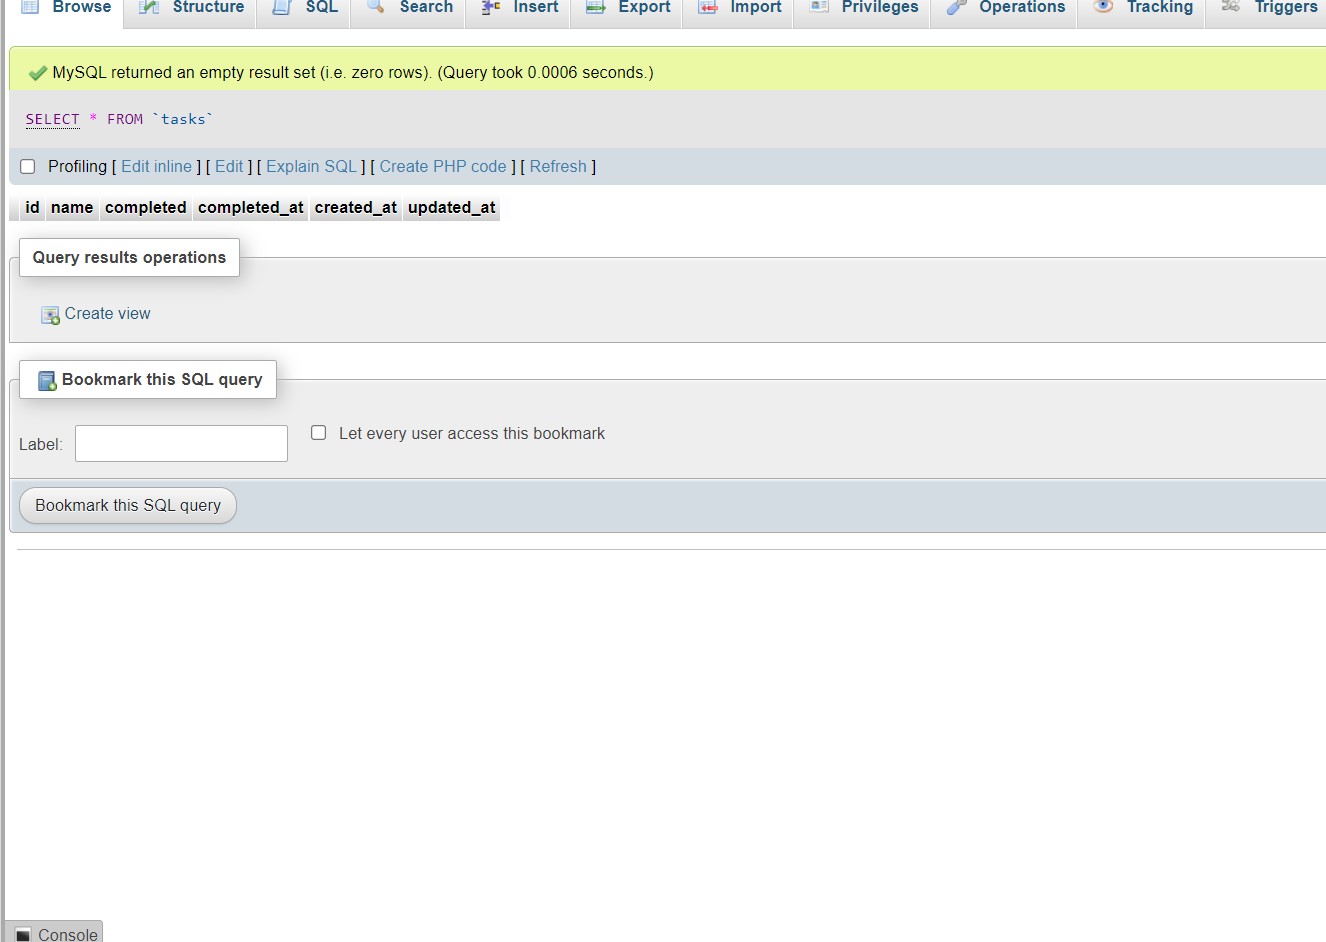 Browse Structure SQL Search Insert Export Import Privileges Operations Tracking Triggers
MySQL returned an empty result set (i.e. zero rows). (Query took 0.0006 seconds.)
SELECT * FROM `tasks`
Profiling [ Edit inline ] [ Edit ] [ Explain SQL ] [ Create PHP code ] [ Refresh ]
id name completed completed_at created_at updated_at
Query results operations
Create view
Bookmark this SQL query
Label: Let every user access this bookmark
Bookmark this SQL query
Console